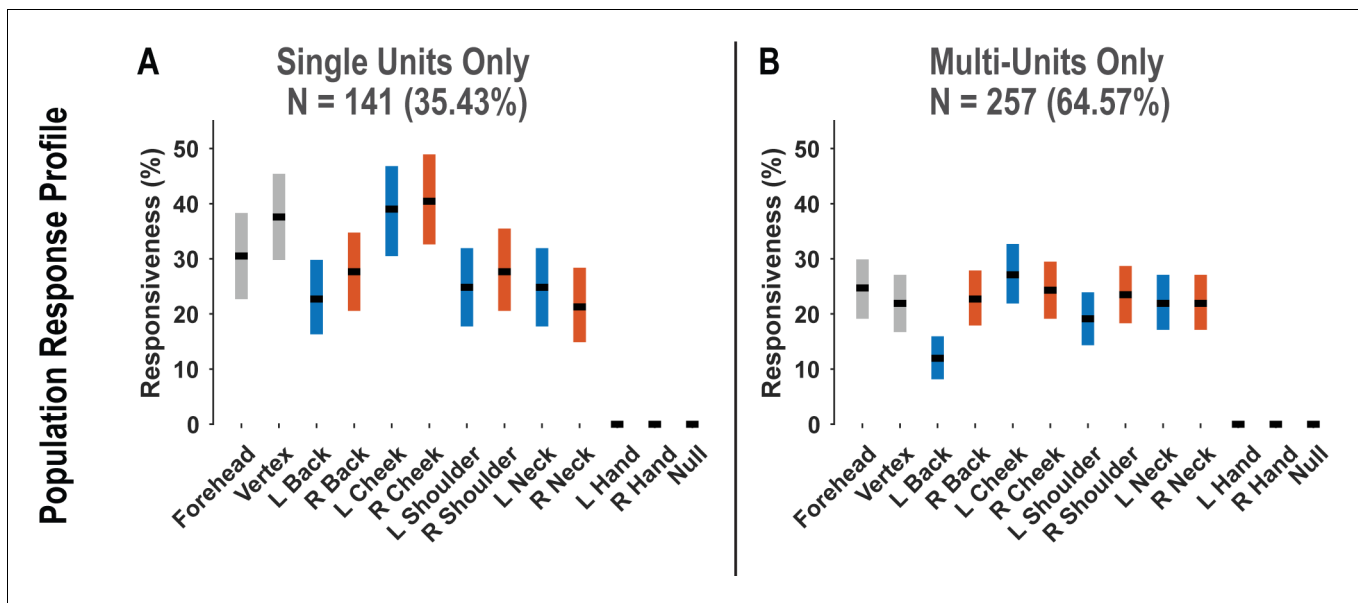 Population Response Profile
A
Single Units Only
N = 141 (35.43%)
Responsiveness (%)
50
40
30
20
10
0
Forehead
Vertex
L Back
R Back
L Cheek
R Cheek
L Shoulder
R Shoulder
L Neck
R Neck
L Hand
R Hand
Null
B
Multi-Units Only
N = 257 (64.57%)
Responsiveness (%)
50
40
30
20
10
0
Forehead
Vertex
L Back
R Back
L Cheek
R Cheek
L Shoulder
R Shoulder
L Neck
R Neck
L Hand
R Hand
Null